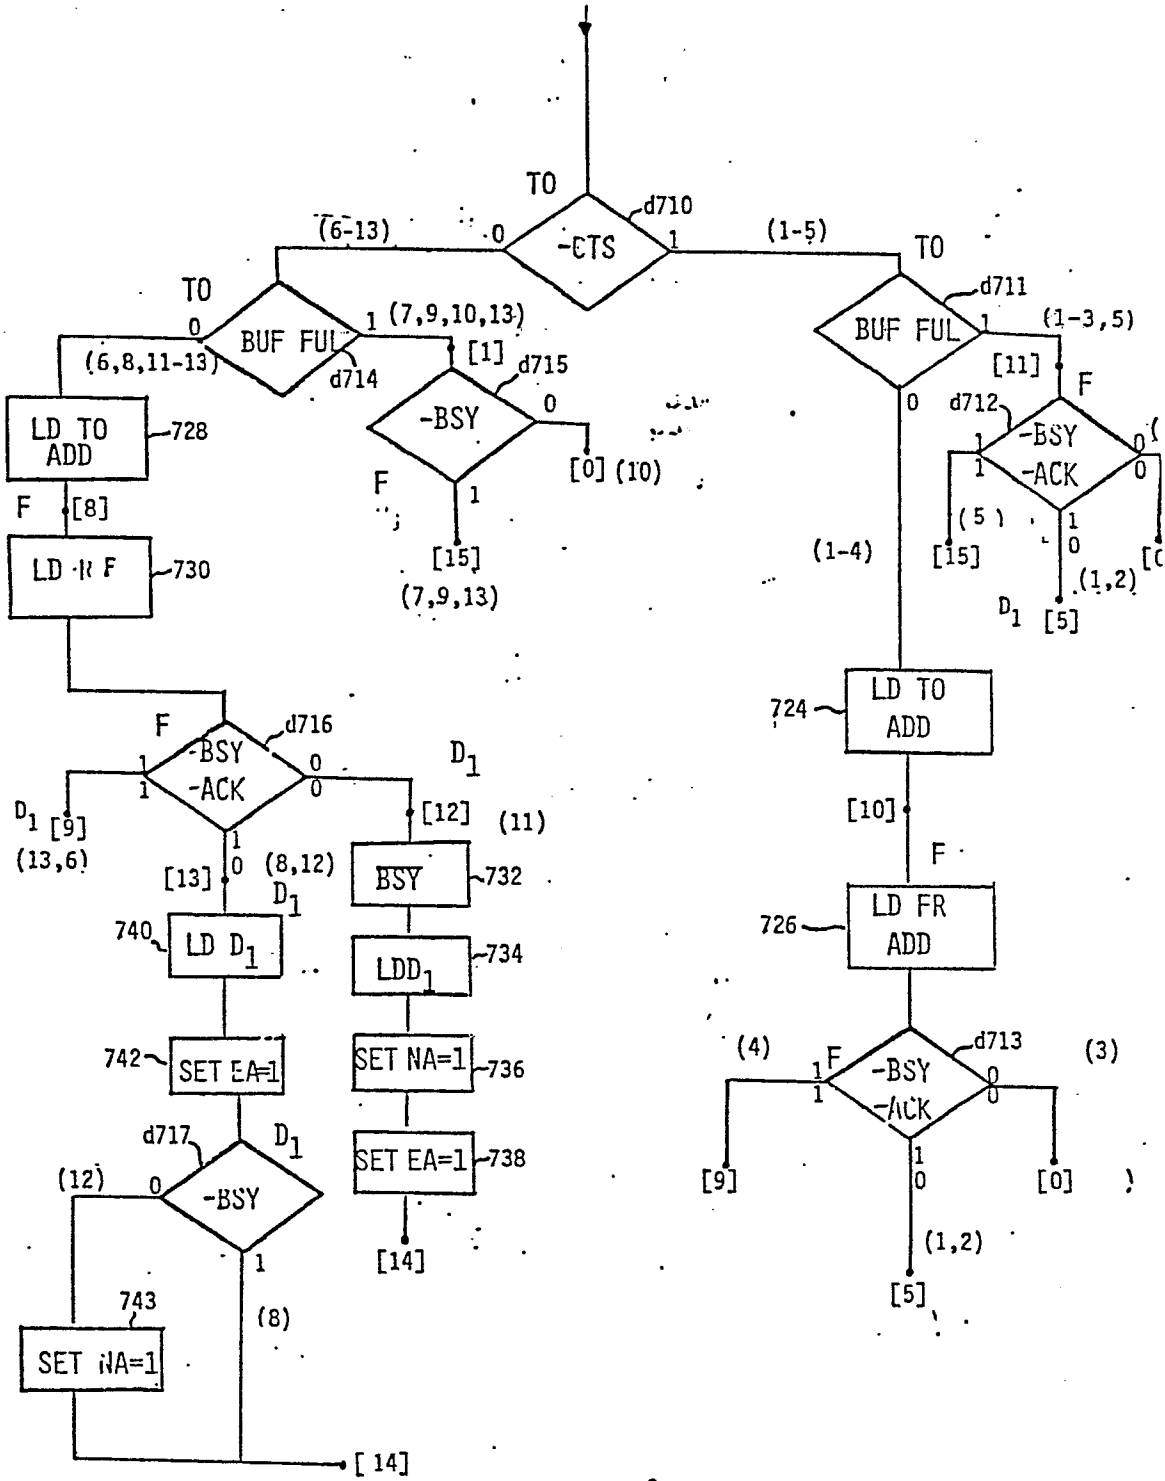 TO
d710
-CTS
0
1
(6-13)
(1-5)
TO
d714
BUF FUL
0
1
(6,8,11-13)
(7,9,10,13)
[1]
d715
-BSY
0
[0] (10)
F
1
[15]
(7,9,13)
TO
d711
BUF FUL
1
0
(1-3,5)
[11]
F
d712
-BSY
-ACK
1
1
0
0
(5)
[15]
1
0
(1,2)
D1 [5]
LD TO
ADD
728
F [8]
730
F
d716
-BSY
-ACK
1
1
0
0
D1
D1 [9]
(13,6)
1
0
[13]
(8,12)
D1
[12]
(11)
BSY
732
740
LD D1
LDD1
734
742
SET EA=1
SET NA=1
736
SET EA=1
738
[14]
d717
D1
-BSY
0
1
(12)
(8)
743
SET NA=1
[14]
(1-4)
724
LD TO
ADD
[10]
F
726
LD FR
ADD
d713
F
-BSY
-ACK
(4)
1
1
0
0
(3)
[9]
1
0
[0]
(1,2)
[5]